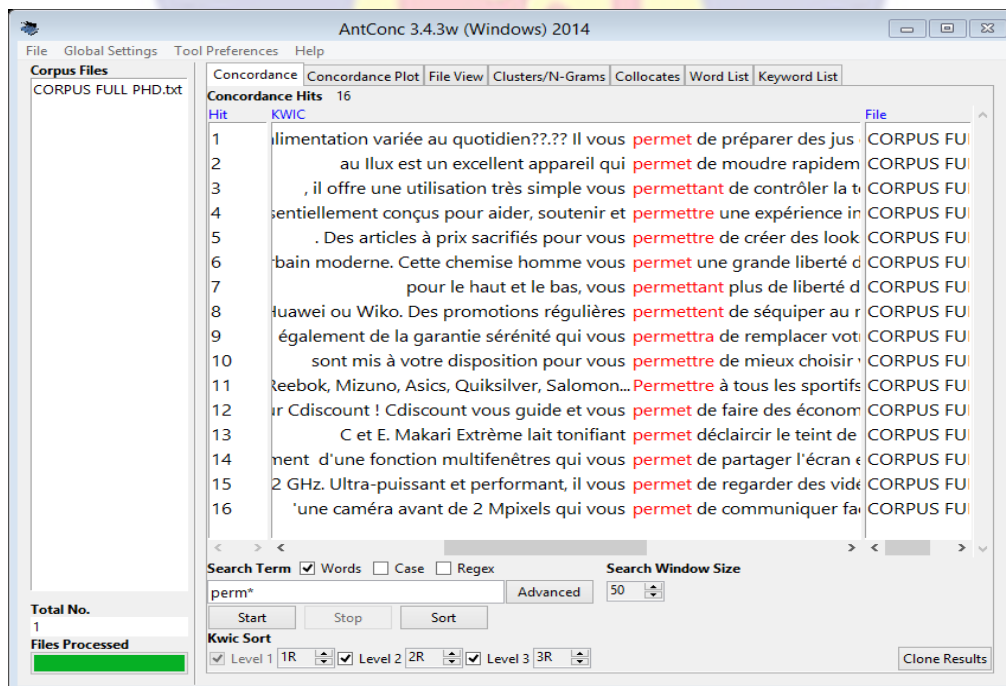 AntConc 3.4.3w (Windows) 2014
File Global Settings Tool Preferences Help
Corpus Files
CORPUS FULL PHD.txt
Concordance Concordance Plot File View Clusters/N-Grams Collocates Word List Keyword List
Concordance Hits 16
Hit KWIC File
1 limentation variée au quotidien??.?? Il vous permet de préparer des jus CORPUS FU
2 au Ilux est un excellent appareil qui permet de moudre rapidem CORPUS FU
3 , il offre une utilisation très simple vous permettant de contrôler la t CORPUS FU
4 sentiellement conçus pour aider, soutenir et permettre une expérience in CORPUS FU
5 . Des articles à prix sacrifiés pour vous permettre de créer des look CORPUS FU
6 rbain moderne. Cette chemise homme vous permet une grande liberté d CORPUS FU
7 pour le haut et le bas, vous permettant plus de liberté d CORPUS FU
8 Huawei ou Wiko. Des promotions régulières permettent de séquiper au r CORPUS FU
9 également de la garantie sérénité qui vous permettra de remplacer vot CORPUS FU
10 sont mis à votre disposition pour vous permettre de mieux choisir CORPUS FU
11 Reebok, Mizuno, Asics, Quiksilver, Salomon...Permettre à tous les sportifs CORPUS FU
12 ur Cdiscount ! Cdiscount vous guide et vous permet de faire des économ CORPUS FU
13 C et E. Makari Extrème lait tonifiant permet déclaircir le teint de CORPUS FU
14 ment d'une fonction multifenêtres qui vous permet de partager l'écran e CORPUS FU
15 2 GHz. Ultra-puissant et performant, il vous permet de regarder des vidé CORPUS FU
16 'une caméra avant de 2 Mpixels qui vous permet de communiquer fa CORPUS FU
Search Term Words Case Regex Search Window Size
perm* Advanced 50
Total No.
1
Start Stop Sort
Files Processed
Kwic Sort
Level 1 1R Level 2 2R Level 3 3R Clone Results